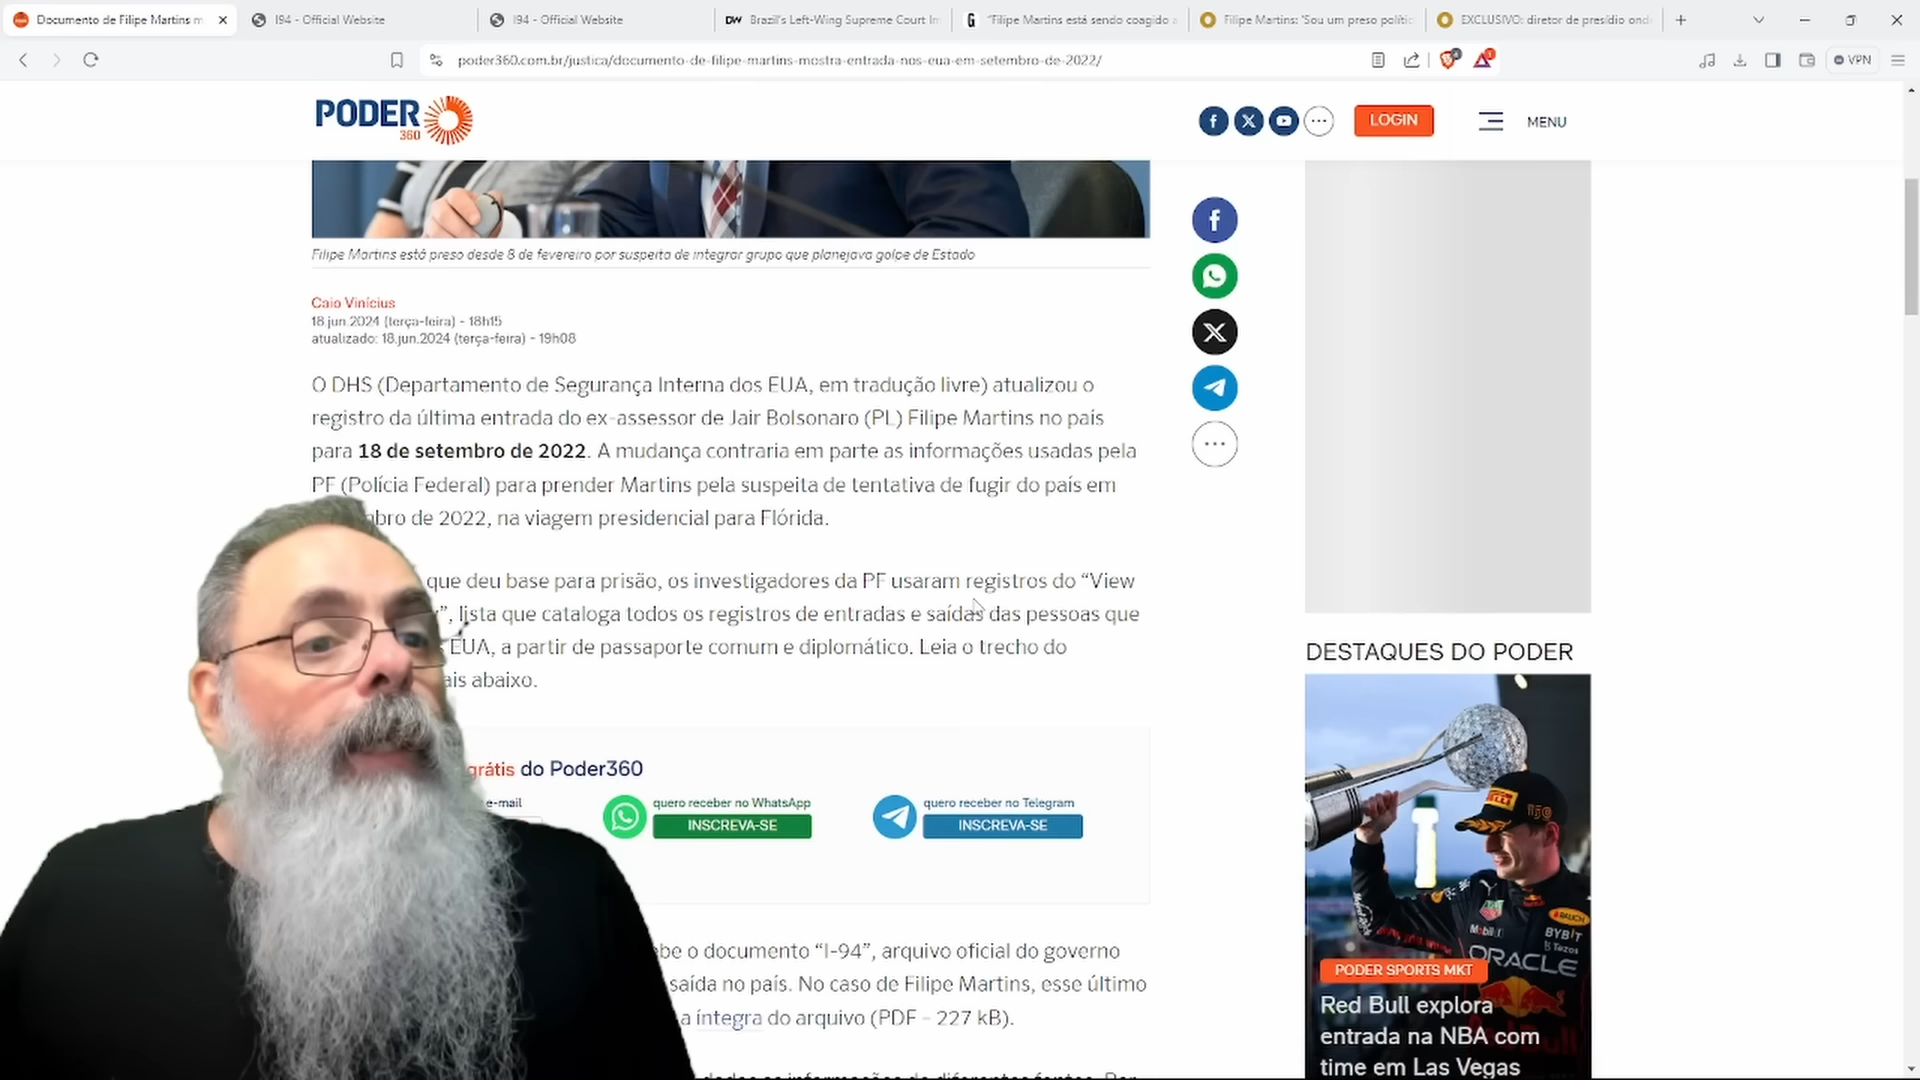 Documento de Filipe Martins m
I94 - Official Website
I94 - Official Website
DW Brazil's Left-Wing Supreme Court Im
"Filipe Martins está sendo coagido a
Filipe Martins: 'Sou um preso polític
EXCLUSIVO: diretor de presídio ond
poder360.com.br/justica/documento-de-filipe-martins-mostra-entrada-nos-eua-em-setembro-de-2022/
VPN
PODER
360
LOGIN
MENU
Filipe Martins está preso desde 8 de fevereiro por suspeita de integrar grupo que planejava golpe de Estado
Caio Vinícius
18.jun.2024 (terça-feira) - 18h15
atualizado: 18.jun.2024 (terça-feira) - 19h08
O DHS (Departamento de Segurança Interna dos EUA, em tradução livre) atualizou o
registro da última entrada do ex-assessor de Jair Bolsonaro (PL) Filipe Martins no país
para 18 de setembro de 2022. A mudança contraria em parte as informações usadas pela
PF (Polícia Federal) para prender Martins pela suspeita de tentativa de fugir do país em
bro de 2022, na viagem presidencial para Flórida.
que deu base para prisão, os investigadores da PF usaram registros do "View
", lista que cataloga todos os registros de entradas e saídas das pessoas que
EUA, a partir de passaporte comum e diplomático. Leia o trecho do
ais abaixo.
grátis do Poder360
e-mail
quero receber no WhatsApp
INSCREVA-SE
quero receber no Telegram
INSCREVA-SE
be o documento "I-94", arquivo oficial do governo
saída no país. No caso de Filipe Martins, esse último
a íntegra do arquivo (PDF - 227 kB).
DESTAQUES DO PODER
Mobil 1
RAUCH
BYBIT
Tezos
ORACLE
Red Bull
PODER SPORTS MKT
Red Bull explora
entrada na NBA com
time em Las Vegas